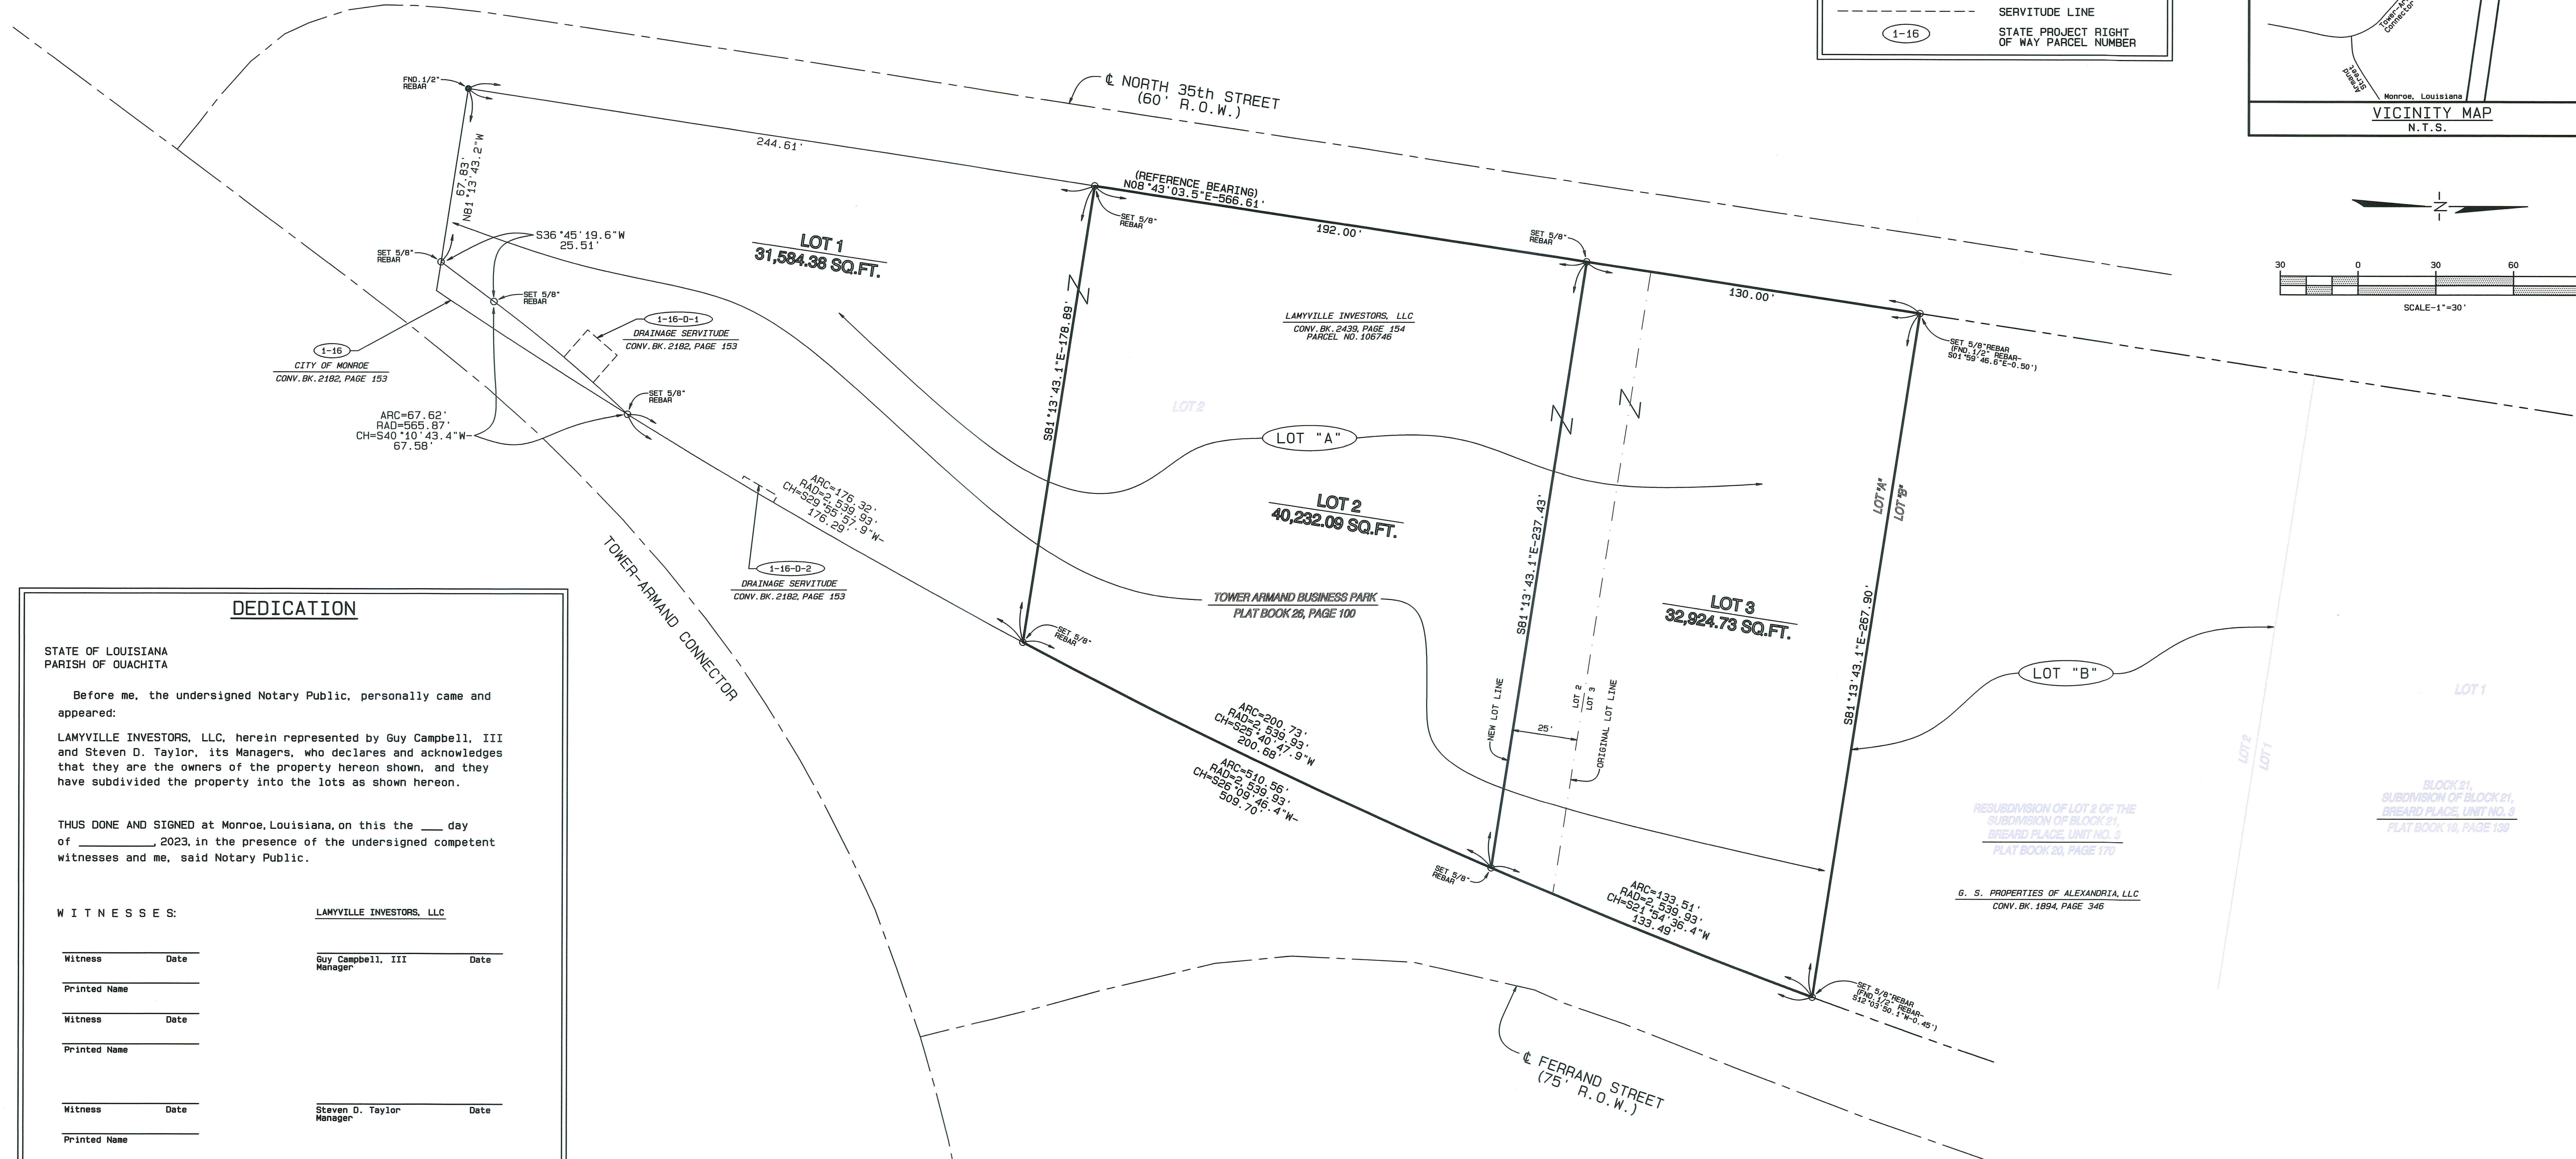 SERVITUDE LINE
1-16
STATE PROJECT RIGHT
OF WAY PARCEL NUMBER
Tower-Ar
Connector
Armand
Street
Monroe, Louisiana
VICINITY MAP
N.T.S.
N
30 0 30 60
SCALE-1"=30'
℄ NORTH 35th STREET
(60' R.O.W.)
FND.1/2"
REBAR
244.61'
67.83'
N81°13'43.2"W
(REFERENCE BEARING)
N08°43'03.5"E-566.61'
SET 5/8"
REBAR
192.00'
SET 5/8"
REBAR
130.00'
SET 5/8"REBAR
(FND.1/2" REBAR-
S01°59'46.6"E-0.50')
S36°45'19.6"W
25.51'
SET 5/8"
REBAR
SET 5/8"
REBAR
LOT 1
31,584.38 SQ.FT.
1-16-D-1
DRAINAGE SERVITUDE
CONV.BK.2182, PAGE 153
1-16
CITY OF MONROE
CONV.BK.2182, PAGE 153
SET 5/8"
REBAR
ARC=67.62'
RAD=565.87'
CH=S40°10'43.4"W-
67.58'
S81°13'43.1"E-178.89'
LAMYVILLE INVESTORS, LLC
CONV.BK.2439, PAGE 154
PARCEL NO.106746
LOT 2
LOT "A"
LOT 2
40,232.09 SQ.FT.
ARC=176.32'
RAD=2,539.93'
CH=S29°55'57.9"W-
176.29'
1-16-D-2
DRAINAGE SERVITUDE
CONV.BK.2182, PAGE 153
TOWER-ARMAND CONNECTOR
TOWER ARMAND BUSINESS PARK
PLAT BOOK 26, PAGE 100
SET 5/8"
REBAR
S81°13'43.1"E-237.43'
LOT "A"
LOT "B"
LOT 3
32,924.73 SQ.FT.
S81°13'43.1"E-267.90'
LOT "B"
NEW LOT LINE
25'
LOT 2
LOT 3
ORIGINAL LOT LINE
ARC=200.73'
RAD=2,539.93'
CH=S25°40'47.9"W
200.68'
ARC=510.56'
RAD=2,539.93'
CH=S26°09'46.4"W-
509.70'
SET 5/8"
REBAR
ARC=133.51'
RAD=2,539.93'
CH=S21°54'36.4"W
133.49'
SET 5/8"REBAR
(FND.1/2" REBAR-
S12°03'50.1"W-0.45')
LOT 1
LOT 2
LOT 1
RESUBDIVISION OF LOT 2 OF THE
SUBDIVISION OF BLOCK 21,
BREARD PLACE, UNIT NO. 3
PLAT BOOK 20, PAGE 170
BLOCK 21,
SUBDIVISION OF BLOCK 21,
BREARD PLACE, UNIT NO. 3
PLAT BOOK 19, PAGE 139
G. S. PROPERTIES OF ALEXANDRIA, LLC
CONV.BK.1894, PAGE 346
℄ FERRAND STREET
(75' R.O.W.)
DEDICATION
STATE OF LOUISIANA
PARISH OF OUACHITA
Before me, the undersigned Notary Public, personally came and
appeared:
LAMYVILLE INVESTORS, LLC, herein represented by Guy Campbell, III
and Steven D. Taylor, its Managers, who declares and acknowledges
that they are the owners of the property hereon shown, and they
have subdivided the property into the lots as shown hereon.
THUS DONE AND SIGNED at Monroe, Louisiana, on this the ___ day
of __________, 2023, in the presence of the undersigned competent
witnesses and me, said Notary Public.
W I T N E S S E S:
LAMYVILLE INVESTORS, LLC
Witness Date
Guy Campbell, III Date
Manager
Printed Name
Witness Date
Printed Name
Witness Date
Steven D. Taylor Date
Manager
Printed Name